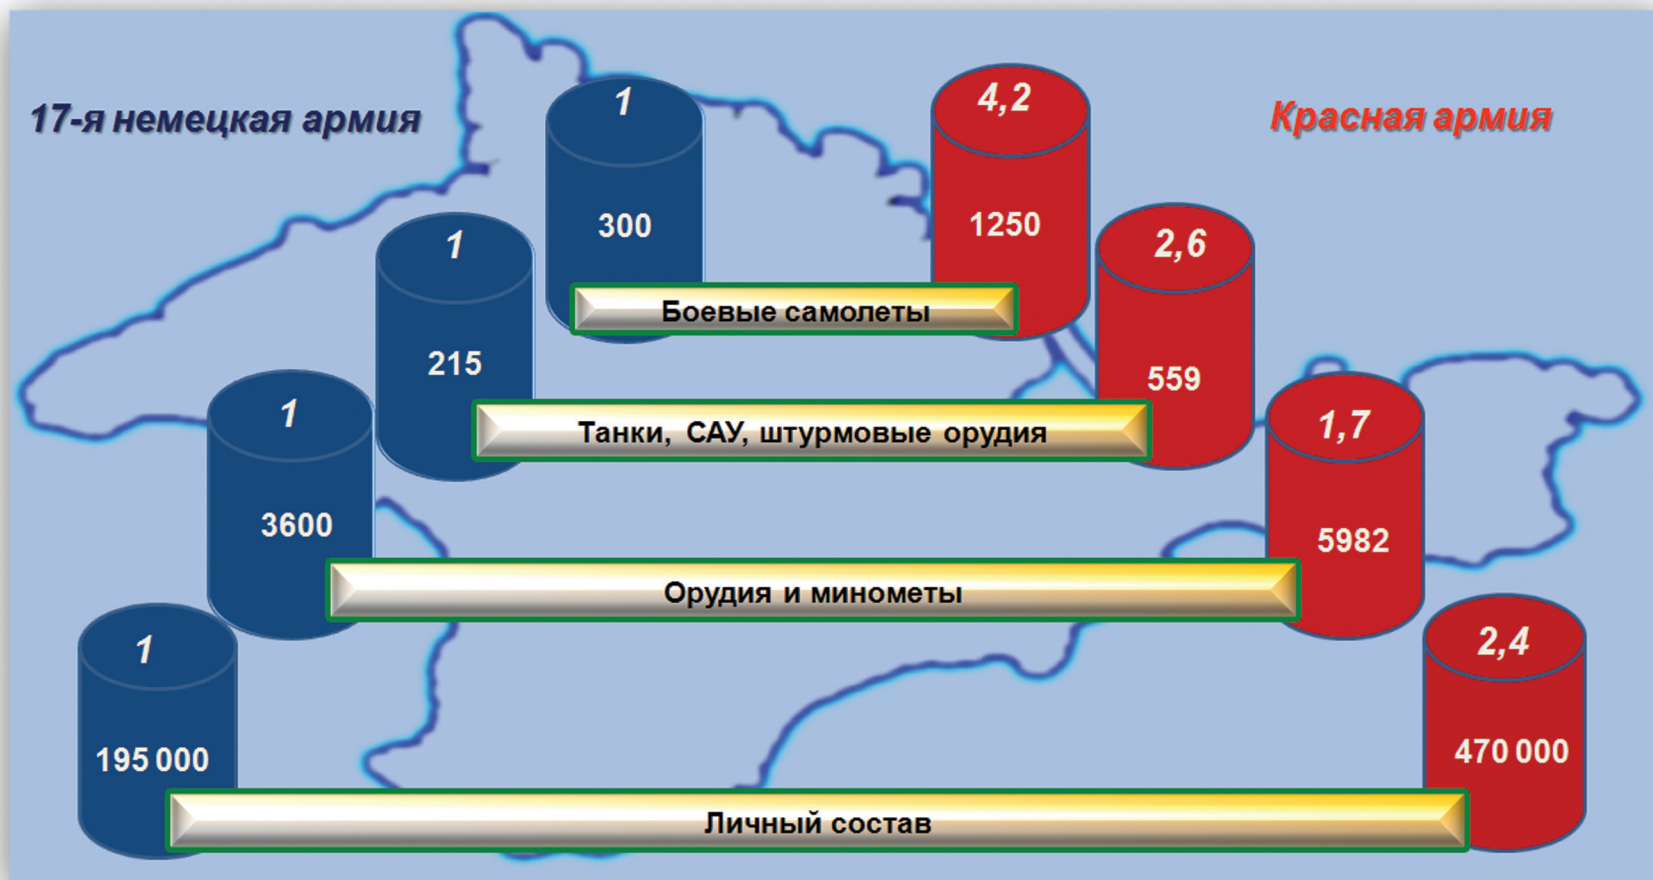 17-я немецкая армия
Красная армия
1
4,2
300
1250
Боевые самолеты
1
2,6
215
559
Танки, САУ, штурмовые орудия
1
1,7
3600
5982
Орудия и минометы
1
2,4
195 000
470 000
Личный состав